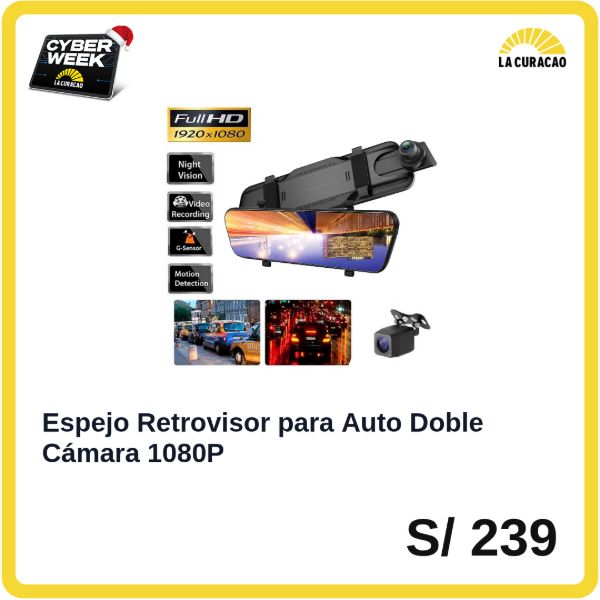 CYBER
WEEK
LA CURACAO
LA CURACAO
Full HD
1920x1080
Night
Vision
Video
Recording
G-Sensor
Motion
Detection
Espejo Retrovisor para Auto Doble
Cámara 1080P
S/ 239